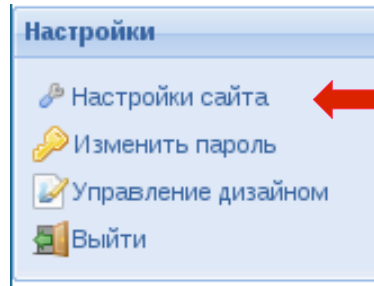 Настройки
Настройки сайта
Изменить пароль
Управление дизайном
Выйти